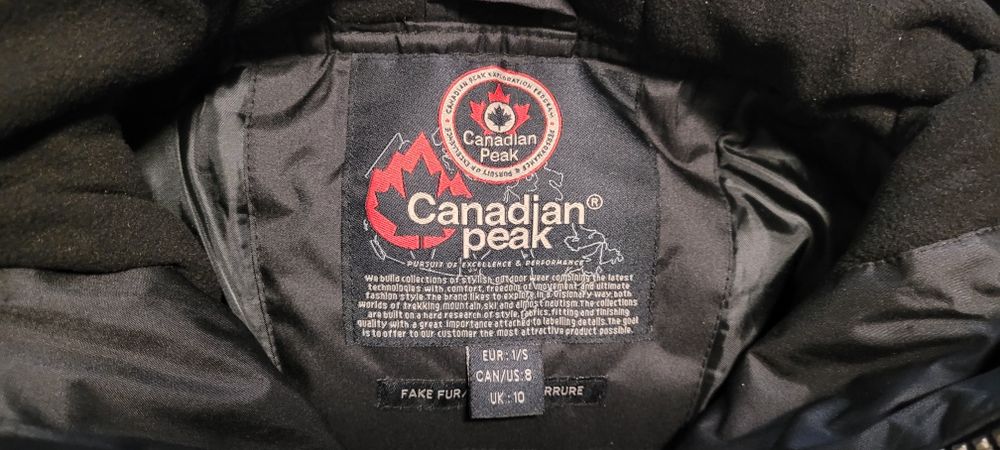 CANADIAN PEAK EXPLORATION PROGRAM
PERFORMANCE & PURSUIT OF EXCELLENCE
Canadian
Peak
Canadian®
peak
PURSUIT OF EXCELLENCE & PERFORMANCE
We build collections of stylish outdoor wear combining the latest
technologies with comfort, freedom of movement and ultimate
fashion style. The brand likes to explore in a visionary way both
worlds of trekking, mountain, ski and almost nautism. The collections
are built on a hard research of style, fabrics, fitting and finishing
quality with a great importance attached to labelling details. The goal
is to offer to our customer the most attractive product possible.
EUR : 1/S
CAN/US: 8
UK : 10
FAKE FUR/ RRURE